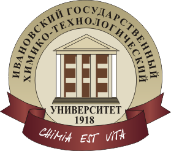 ИВАНОВСКИЙ ГОСУДАРСТВЕННЫЙ
ХИМИКО-ТЕХНОЛОГИЧЕСКИЙ
УНИВЕРСИТЕТ
1918
CHIMIA EST VITA